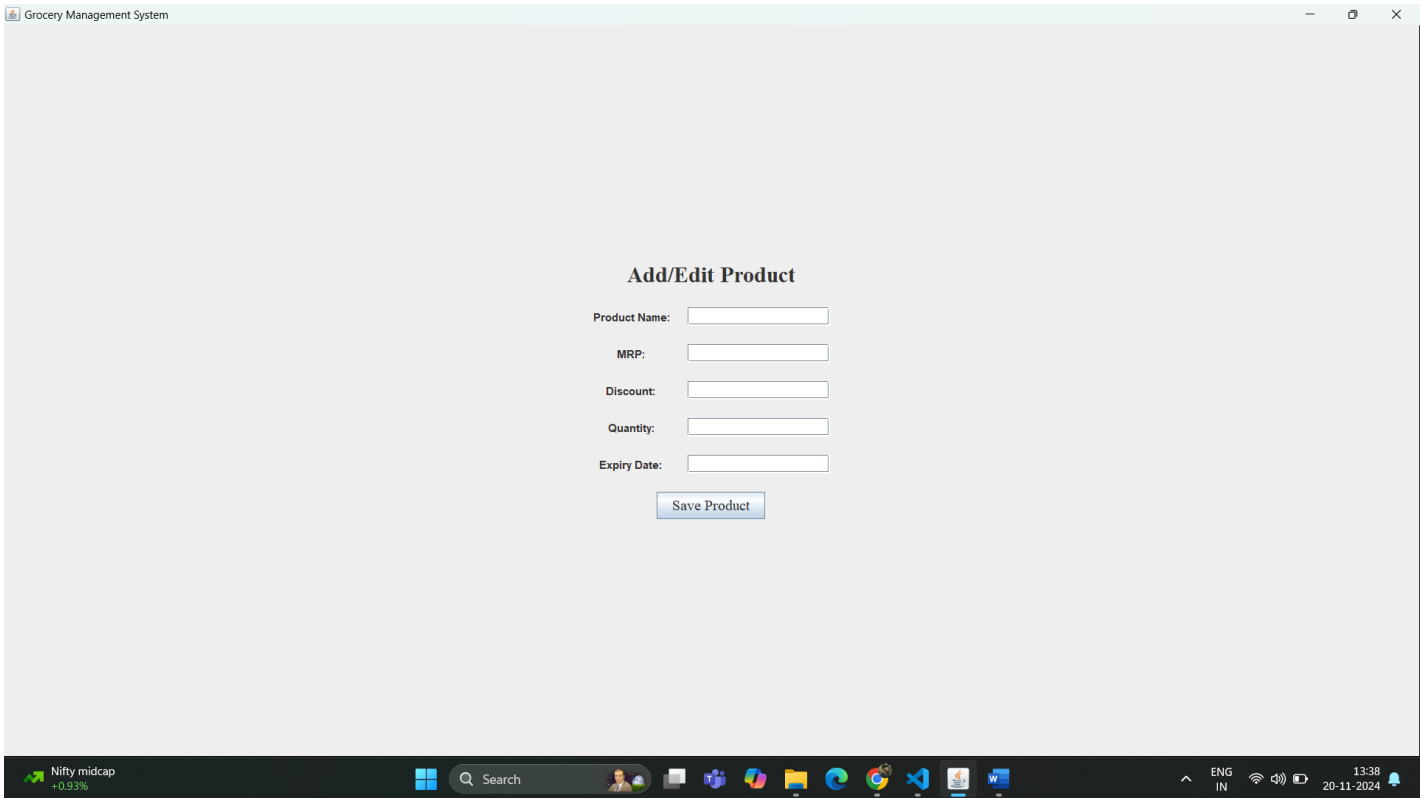 Grocery Management System
Add/Edit Product
Product Name:
MRP:
Discount:
Quantity:
Expiry Date:
Save Product
Nifty midcap
+0.93%
Search
ENG
IN
13:38
20-11-2024